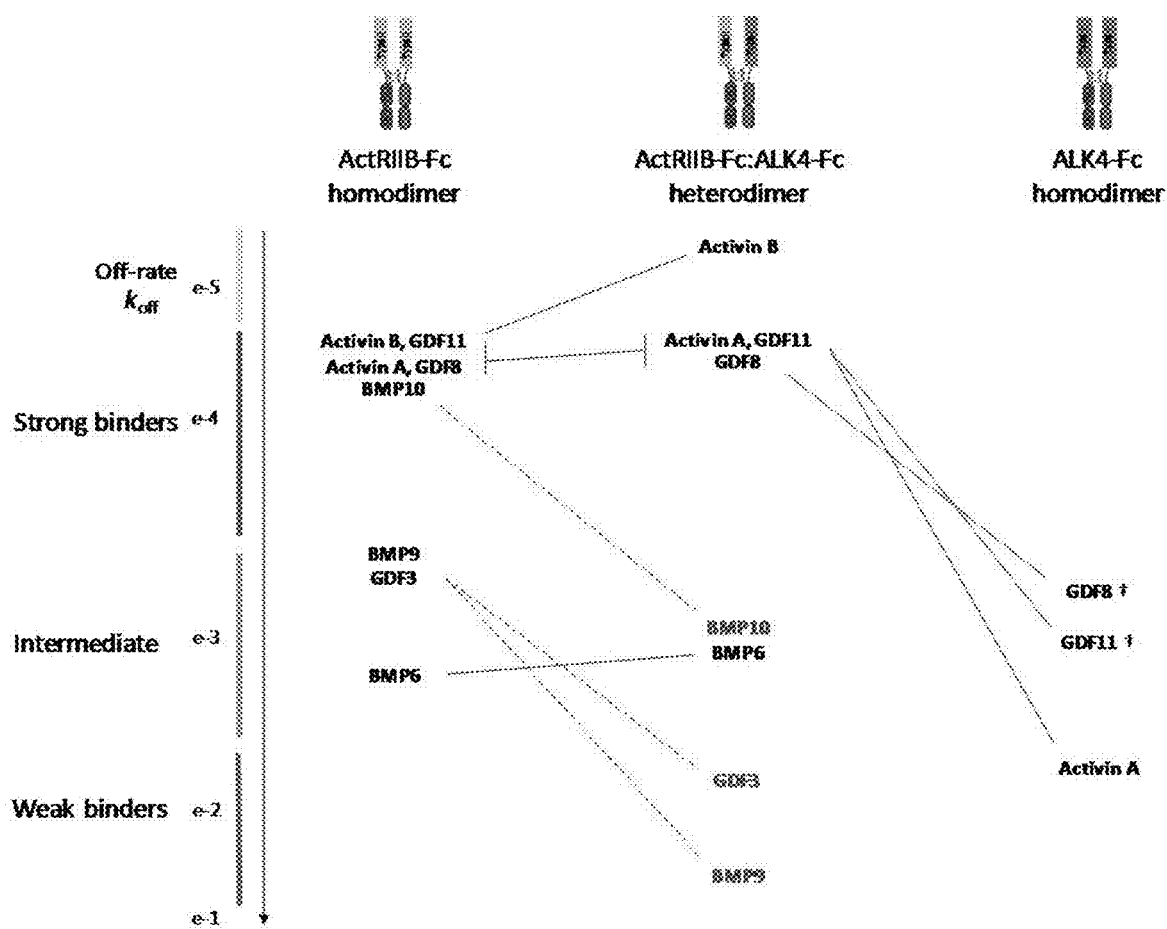 ActRIIB-Fc
homodimer
ActRIIB-Fc:ALK4-Fc
heterodimer
ALK4-Fc
homodimer
Off-rate
k_off
e-5
Activin B
Activin B, GDF11
Activin A, GDF8
BMP10
Activin A, GDF11
GDF8
Strong binders
e-4
BMP9
GDF3
GDF8 †
Intermediate
e-3
BMP10
BMP6
GDF11 †
BMP6
GDF3
Activin A
Weak binders
e-2
BMP9
e-1